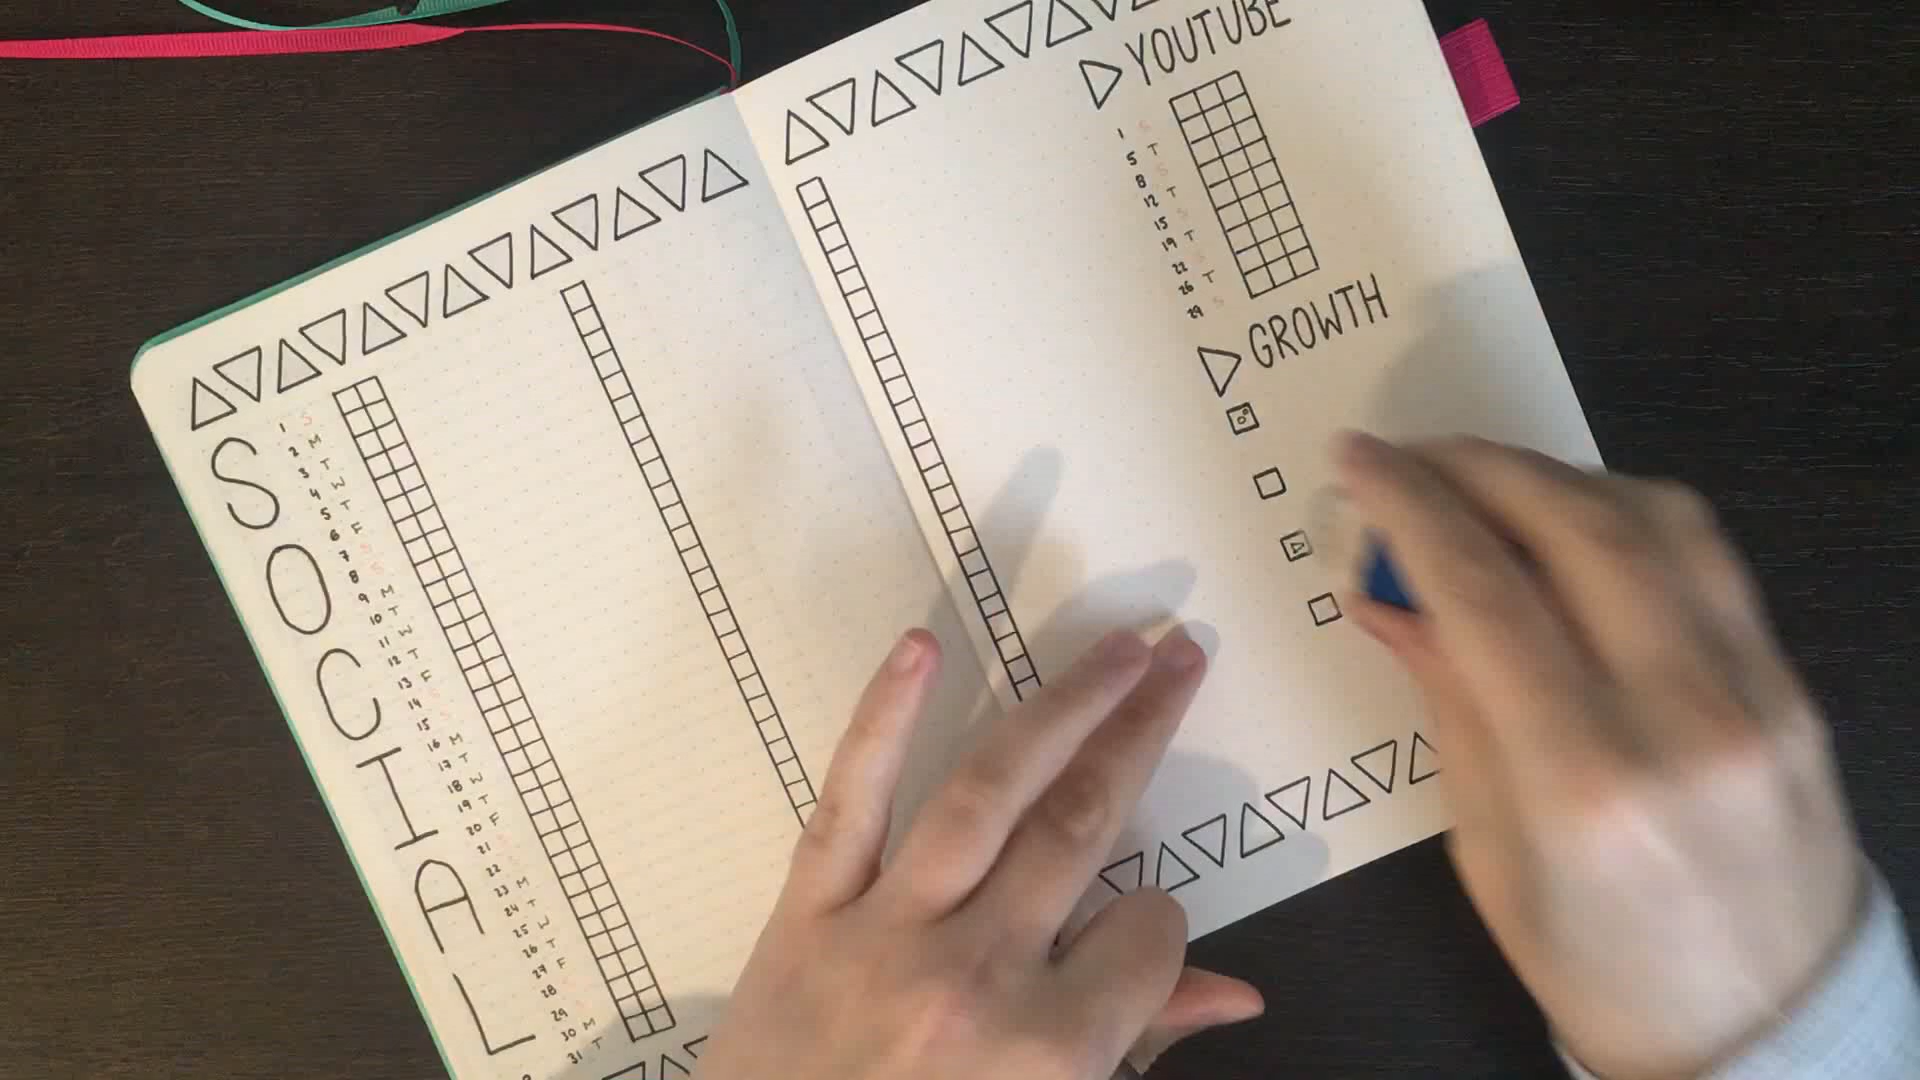 SOCIAL
1 S
2 M
3 T
4 W
5 T
6 F
7 S
8 S
9 M
10 T
11 W
12 T
13 F
14 S
15 S
16 M
17 T
18 W
19 T
20 F
21 S
22 S
23 M
24 T
25 W
26 T
27 F
28
29
30 M
31 T
YOUTUBE
1 S
5 T
8 S
12 T
15 S
19 T
22 S
26 T
29 S
GROWTH